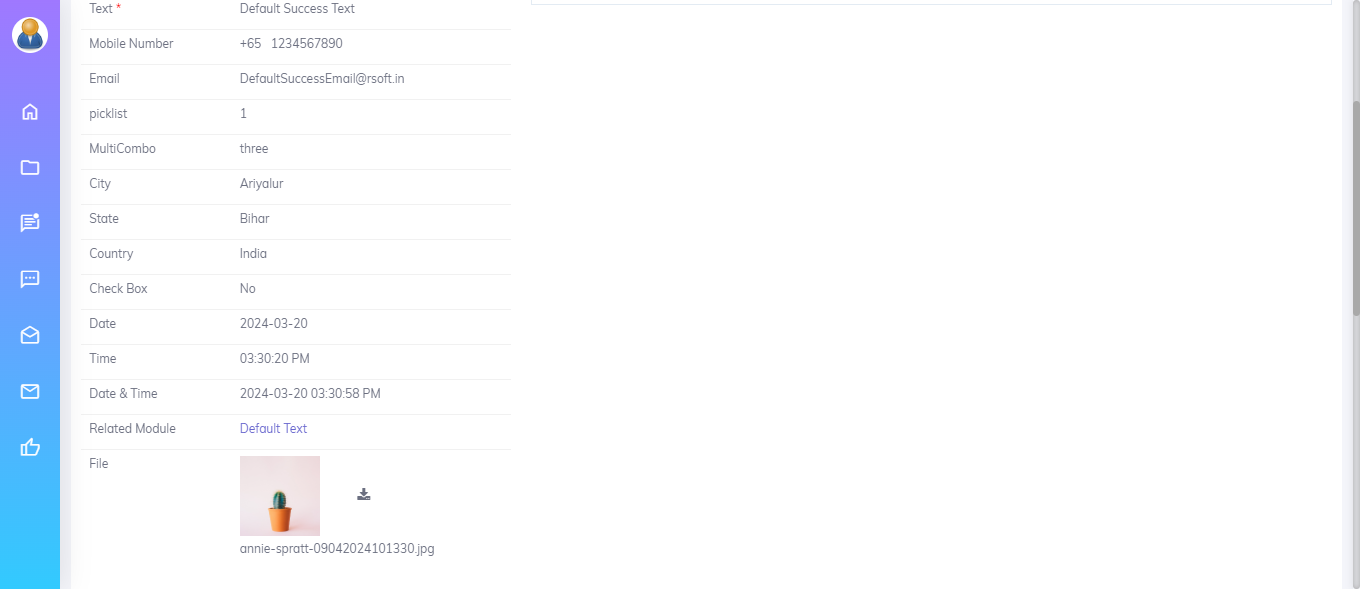 Text * Default Success Text
Mobile Number +65 1234567890
Email DefaultSuccessEmail@rsoft.in
picklist 1
MultiCombo three
City Ariyalur
State Bihar
Country India
Check Box No
Date 2024-03-20
Time 03:30:20 PM
Date & Time 2024-03-20 03:30:58 PM
Related Module Default Text
File
annie-spratt-09042024101330.jpg